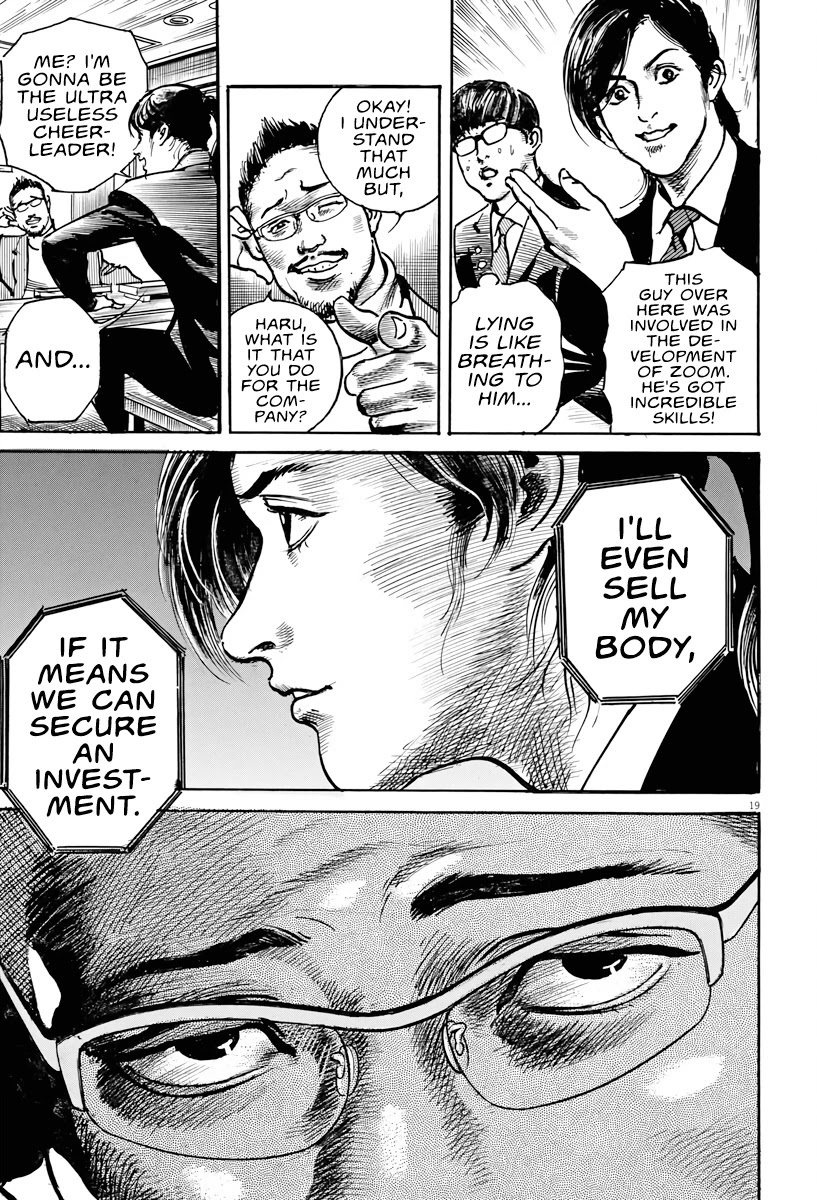 THIS
GUY OVER
HERE WAS
INVOLVED IN
THE DE-
VELOPMENT
OF ZOOM.
HE'S GOT
INCREDIBLE
SKILLS!
LYING
IS LIKE
BREATH-
ING TO
HIM...
OKAY!
I UNDER-
STAND
THAT
MUCH
BUT,
HARU,
WHAT IS
IT THAT
YOU DO
FOR THE
COM-
PANY?
ME? I'M
GONNA BE
THE ULTRA
USELESS
CHEER-
LEADER!
AND...
I'LL
EVEN
SELL
MY
BODY,
IF IT
MEANS
WE CAN
SECURE
AN
INVEST-
MENT.
19